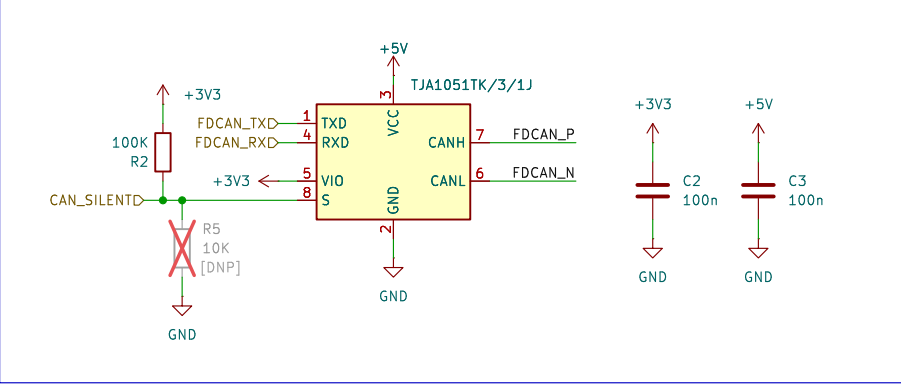 +5V
TJA1051TK/3/1J
+3V3
100K
R2
CAN_SILENT
R5
10K
[DNP]
GND
FDCAN_TX
FDCAN_RX
+3V3
1
4
5
8
3
TXD
RXD
VIO
S
VCC
GND
CANH
CANL
7
6
2
FDCAN_P
FDCAN_N
GND
+3V3
C2
100n
GND
+5V
C3
100n
GND